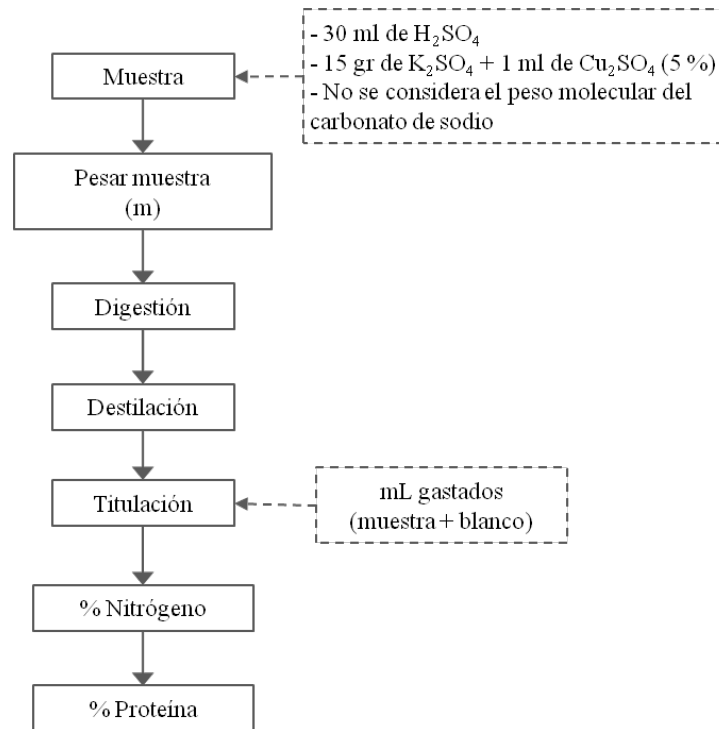 Muestra
- 30 ml de H₂SO₄
- 15 gr de K₂SO₄ + 1 ml de Cu₂SO₄ (5 %)
- No se considera el peso molecular del
carbonato de sodio
Pesar muestra
(m)
Digestión
Destilación
Titulación
mL gastados
(muestra + blanco)
% Nitrógeno
% Proteína